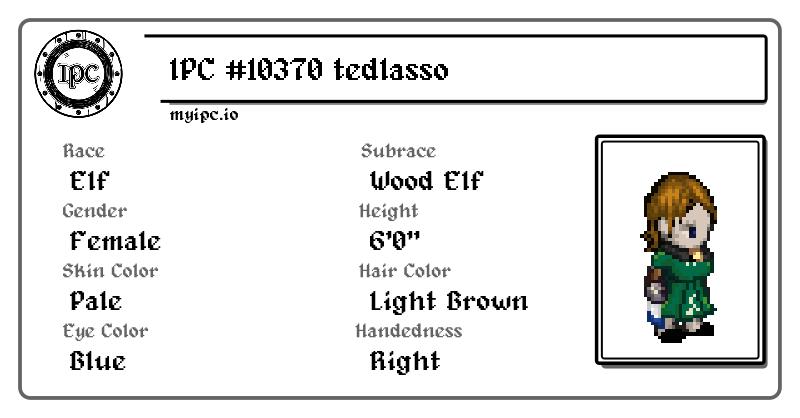 IPC
IPC #10370 tedlasso
myipc.io
Race
Elf
Subrace
Wood Elf
Gender
Female
Height
6'0"
Skin Color
Pale
Hair Color
Light Brown
Eye Color
Blue
Handedness
Right